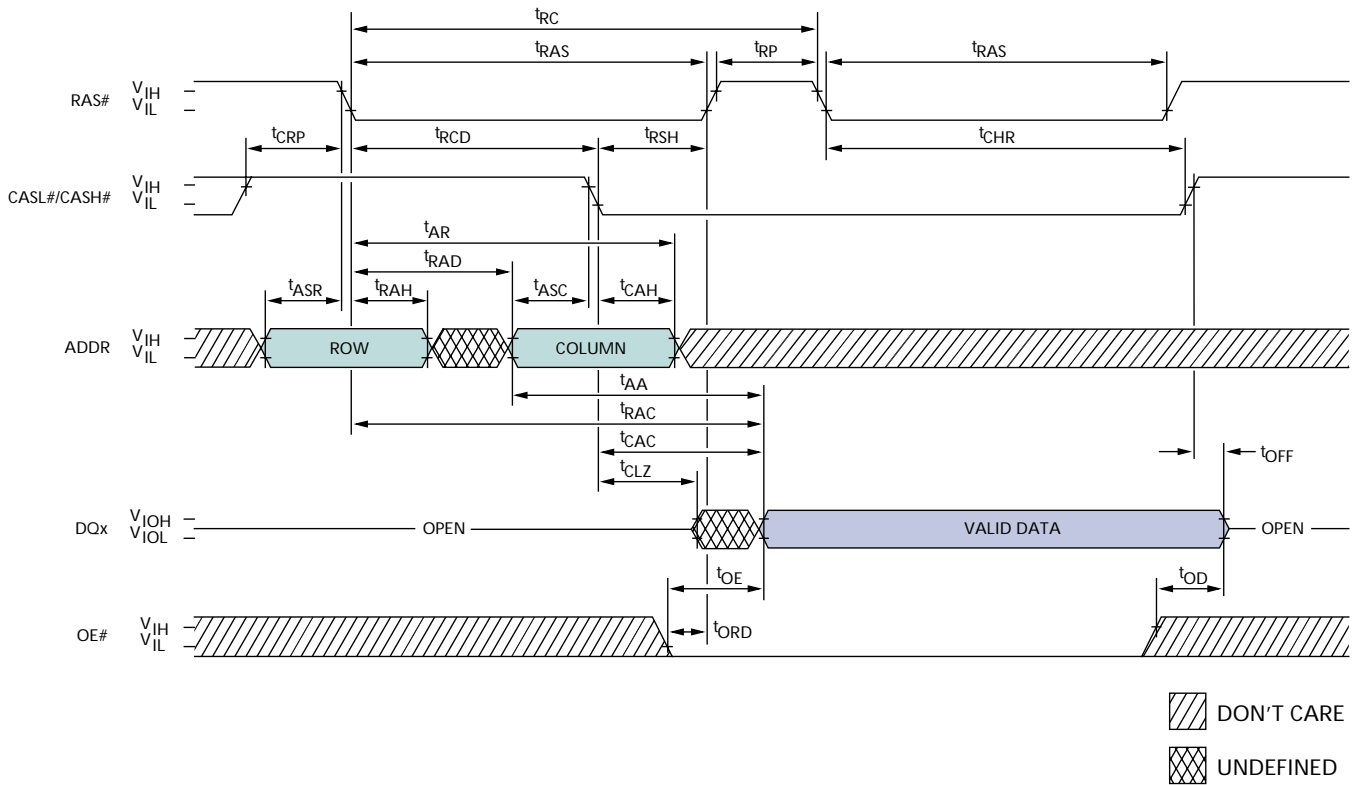 tRC
tRAS tRP tRAS
RAS# VIH
VIL
tCRP tRCD tRSH tCHR
CASL#/CASH# VIH
VIL
tAR
tRAD
tASR tRAH tASC tCAH
ADDR VIH
VIL
ROW COLUMN
tAA
tRAC
tCAC
tOFF
tCLZ
DQx VIOH
VIOL
OPEN VALID DATA OPEN
tOE tOD
OE# VIH
VIL
tORD
DON'T CARE
UNDEFINED